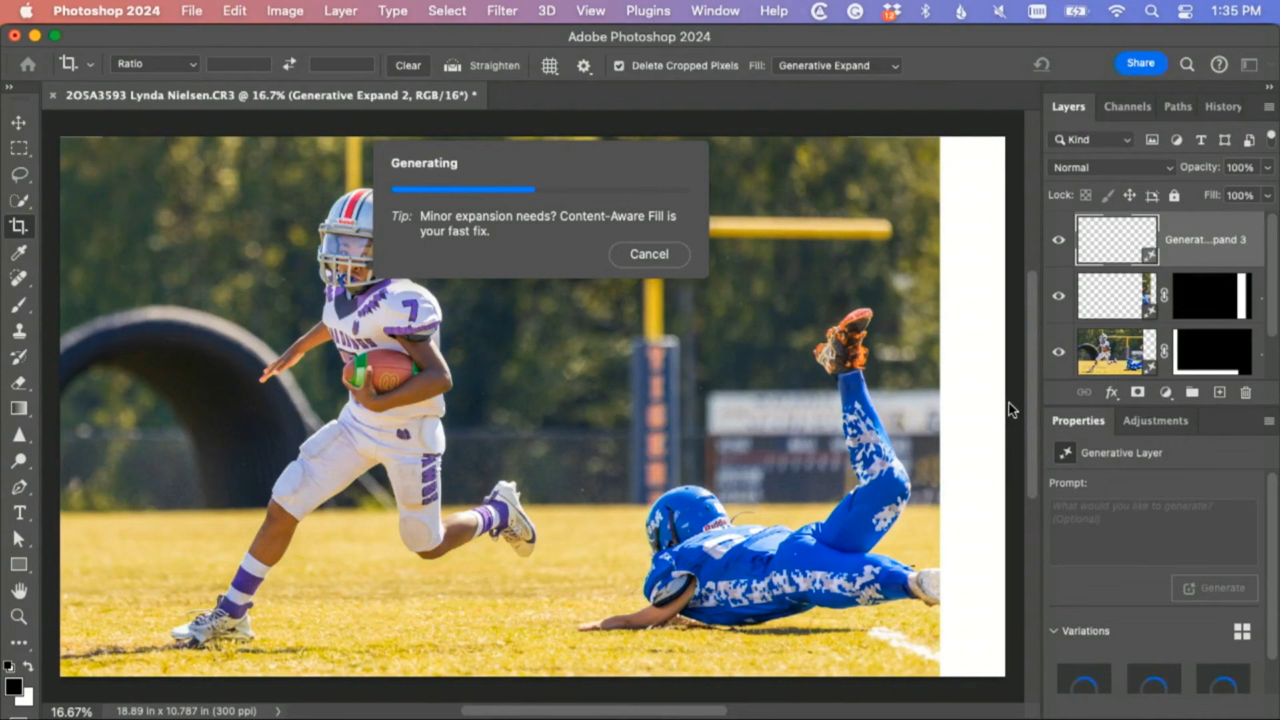 Photoshop 2024 File Edit Image Layer Type Select Filter 3D View Plugins Window Help 12 1:35 PM
Adobe Photoshop 2024
Ratio Clear Straighten Delete Cropped Pixels Fill: Generative Expand Share
2O5A3593 Lynda Nielsen.CR3 @ 16.7% (Generative Expand 2, RGB/16*) *
Layers Channels Paths History
Kind
Normal Opacity: 100%
Lock: Fill: 100%
Generat...pand 3
Generating
Tip: Minor expansion needs? Content-Aware Fill is
your fast fix.
Cancel
7
fx
Properties Adjustments
Generative Layer
Prompt:
What would you like to generate?
(Optional)
Generate
Variations
16.67% 18.89 in x 10.787 in (300 ppi)